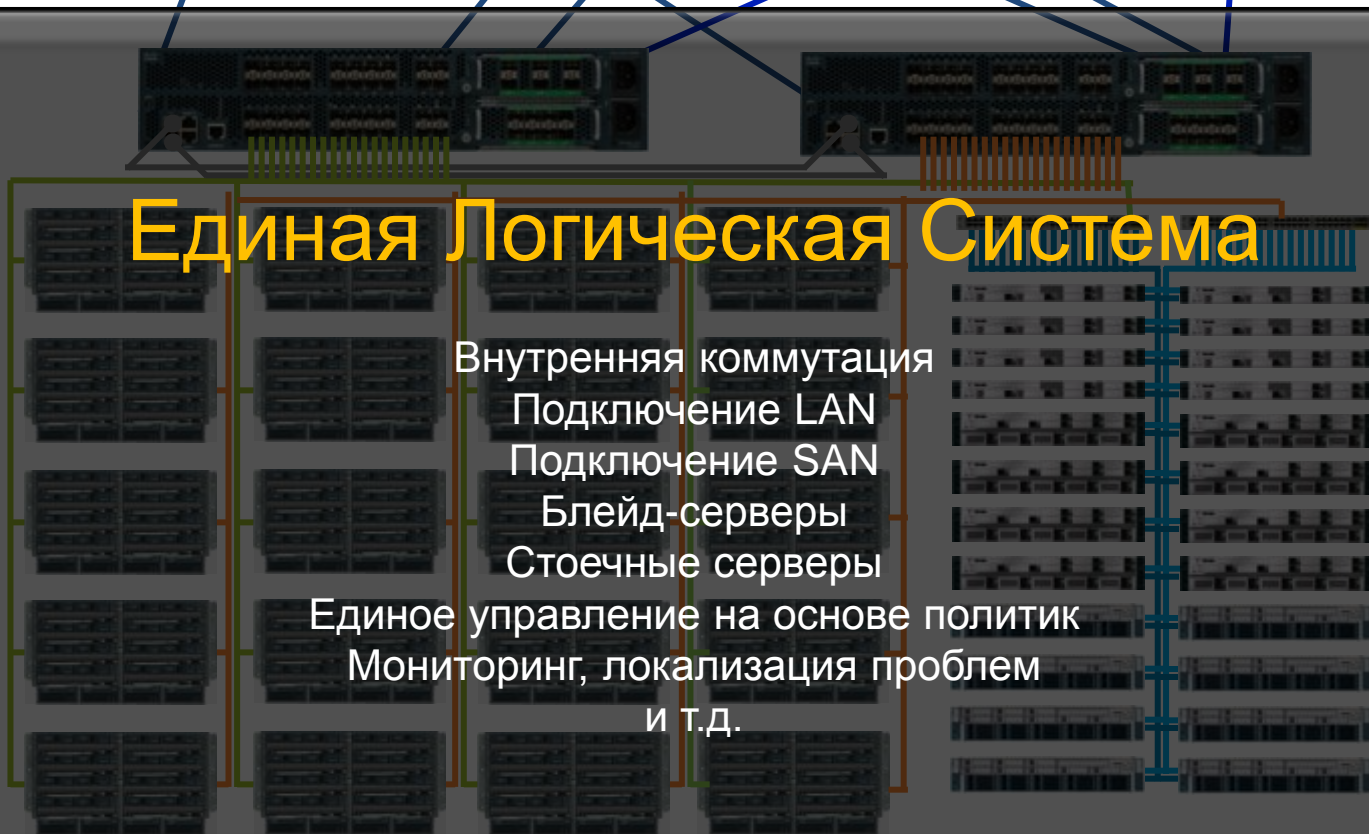 Единая Логическая Система
Внутренняя коммутация
Подключение LAN
Подключение SAN
Блейд-серверы
Стоечные серверы
Единое управление на основе политик
Мониторинг, локализация проблем
и т.д.